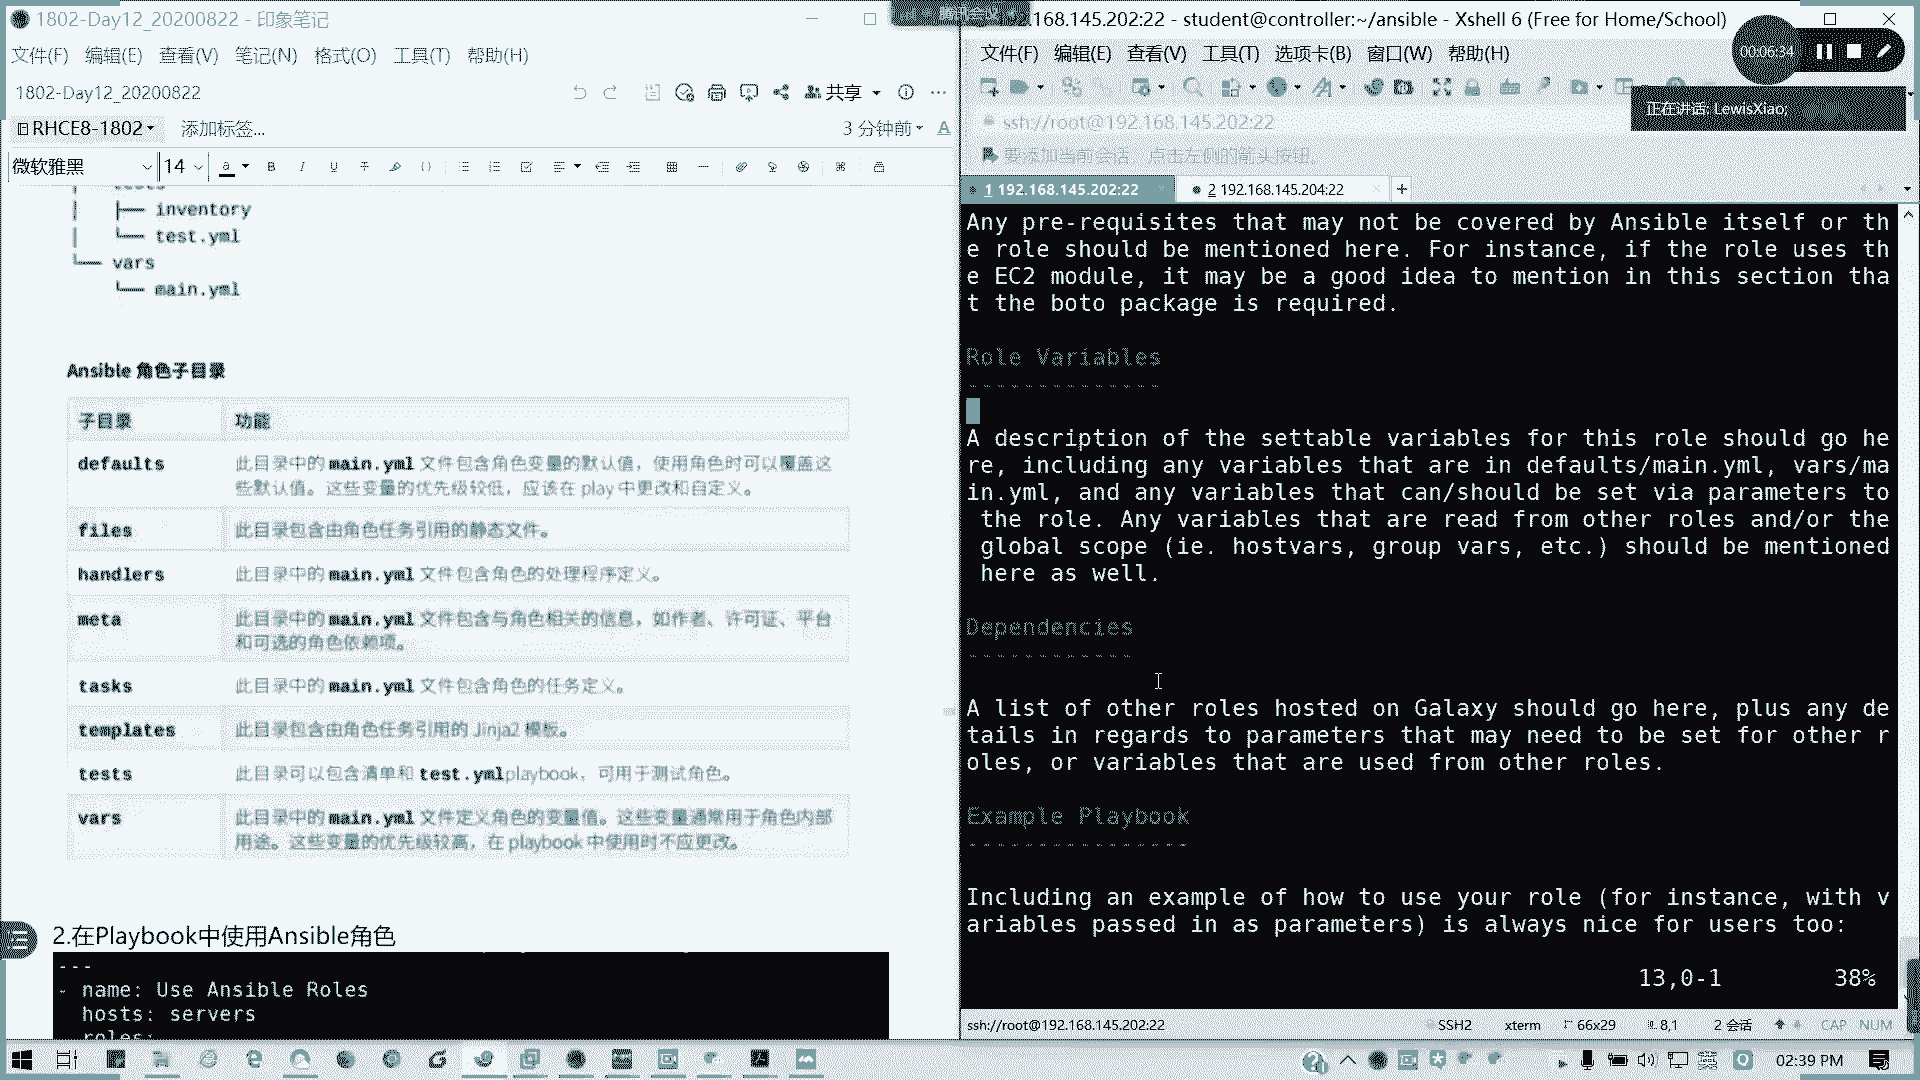 1802-Day12_20200822 - 印象笔记
文件(F) 编辑(E) 查看(V) 笔记(N) 格式(O) 工具(T) 帮助(H)
1802-Day12_20200822
共享
RHCE8-1802
添加标签...
3 分钟前
微软雅黑
14
tests
├── inventory
└── test.yml
└── vars
└── main.yml
Ansible 角色子目录
子目录 功能
defaults 此目录中的 main.yml 文件包含角色变量的默认值，使用角色时可以覆盖这
些默认值。这些变量的优先级较低，应该在 play 中更改和自定义。
files 此目录包含由角色任务引用的静态文件。
handlers 此目录中的 main.yml 文件包含角色的处理程序定义。
meta 此目录中的 main.yml 文件包含与角色相关的信息，如作者、许可证、平台
和可选的角色依赖项。
tasks 此目录中的 main.yml 文件包含角色的任务定义。
templates 此目录包含由角色任务引用的 Jinja2 模板。
tests 此目录可以包含清单和 test.ymlplaybook，可用于测试角色。
vars 此目录中的 main.yml 文件定义角色的变量值。这些变量通常用于角色内部
用途。这些变量的优先级较高，在 playbook 中使用时不应更改。
2.在Playbook中使用Ansible角色
---
- name: Use Ansible Roles
hosts: servers
roles:
.168.145.202:22 - student@controller:~/ansible - Xshell 6 (Free for Home/School)
文件(F) 编辑(E) 查看(V) 工具(T) 选项卡(B) 窗口(W) 帮助(H)
00:06:34
正在讲话: LewisXiao;
ssh://root@192.168.145.202:22
要添加当前会话，点击左侧的箭头按钮。
1 192.168.145.202:22
2 192.168.145.204:22
Any pre-requisites that may not be covered by Ansible itself or th
e role should be mentioned here. For instance, if the role uses th
e EC2 module, it may be a good idea to mention in this section tha
t the boto package is required.
Role Variables
--------------
A description of the settable variables for this role should go he
re, including any variables that are in defaults/main.yml, vars/ma
in.yml, and any variables that can/should be set via parameters to
the role. Any variables that are read from other roles and/or the
global scope (ie. hostvars, group vars, etc.) should be mentioned
here as well.
Dependencies
------------
A list of other roles hosted on Galaxy should go here, plus any de
tails in regards to parameters that may need to be set for other r
oles, or variables that are used from other roles.
Example Playbook
----------------
Including an example of how to use your role (for instance, with v
ariables passed in as parameters) is always nice for users too:
13,0-1 38%
ssh://root@192.168.145.202:22 SSH2 xterm 66x29 8,1 2 会话 CAP NUM
02:39 PM